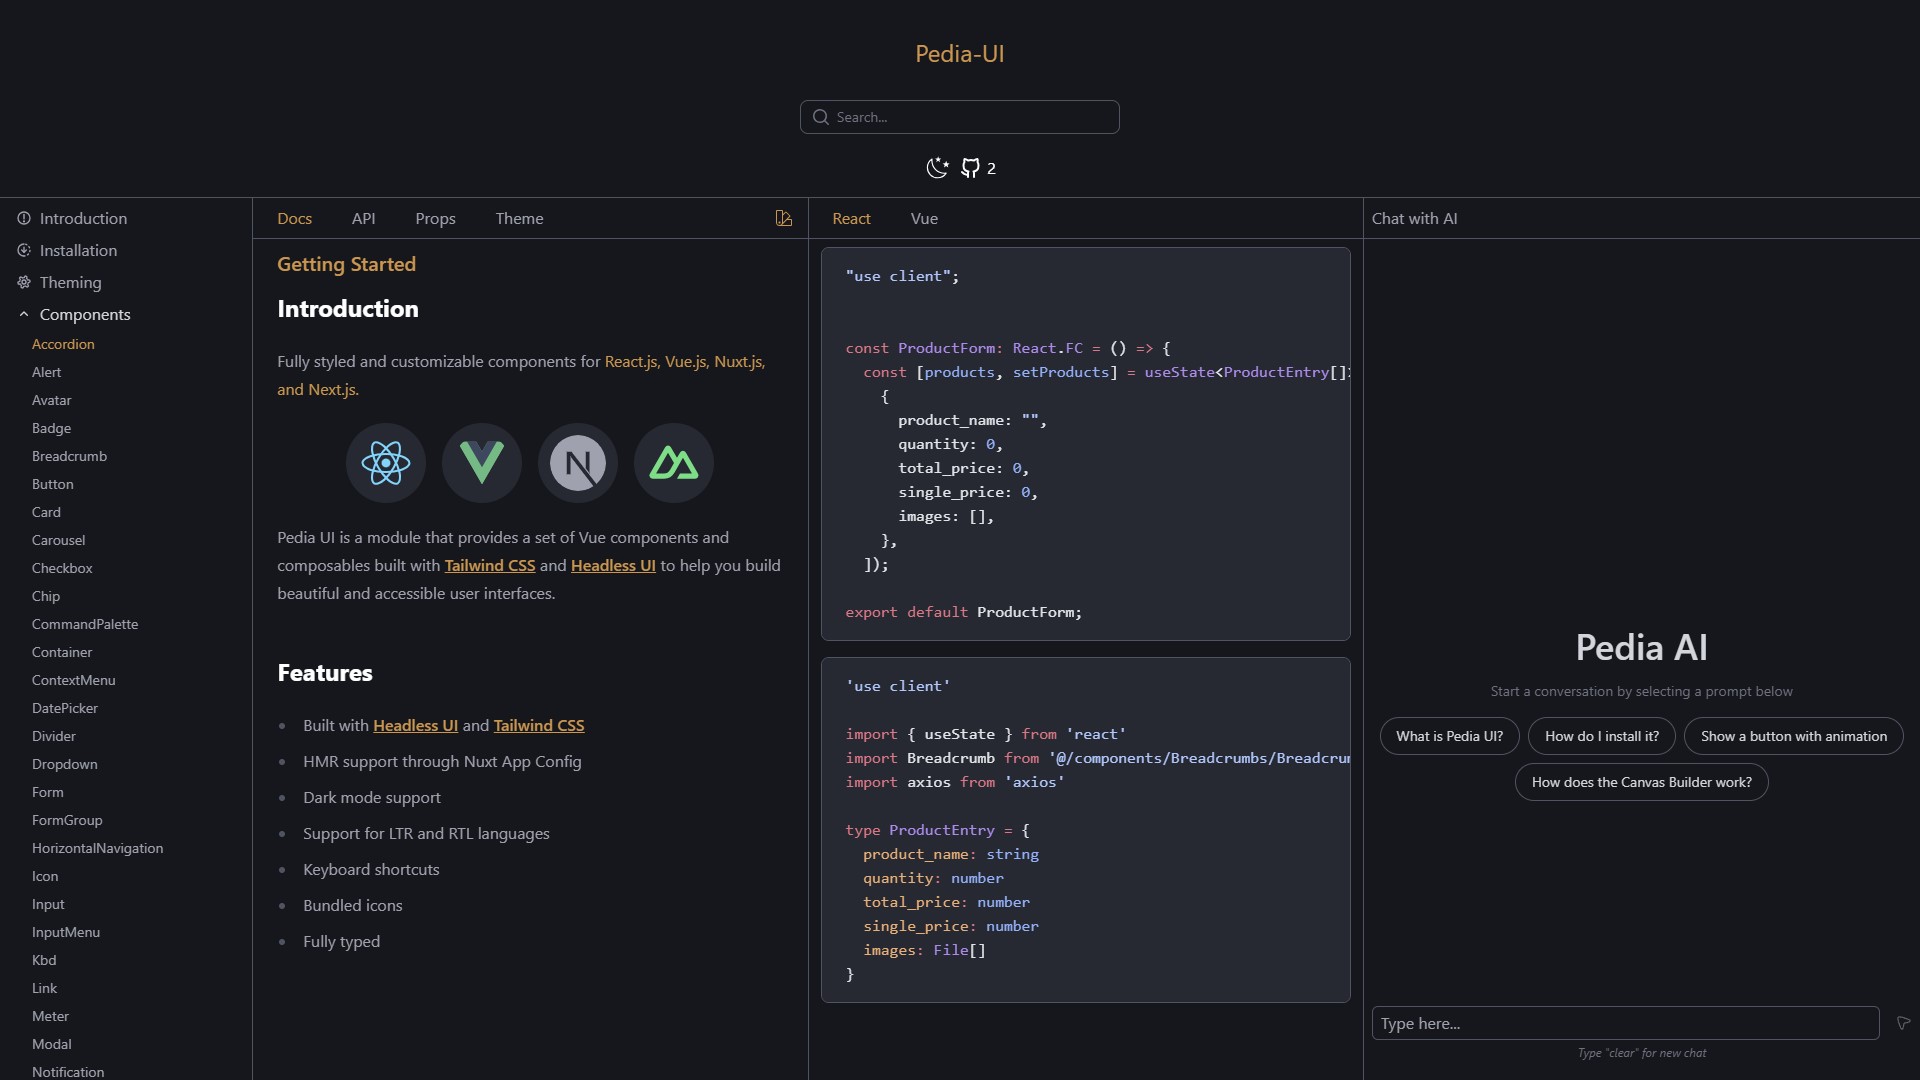 Pedia-UI
Search...
2
Introduction
Installation
Theming
Components
Accordion
Alert
Avatar
Badge
Breadcrumb
Button
Card
Carousel
Checkbox
Chip
CommandPalette
Container
ContextMenu
DatePicker
Divider
Dropdown
Form
FormGroup
HorizontalNavigation
Icon
Input
InputMenu
Kbd
Link
Meter
Modal
Notification
Docs API Props Theme
Getting Started
Introduction
Fully styled and customizable components for React.js, Vue.js, Nuxt.js,
and Next.js.
Pedia UI is a module that provides a set of Vue components and
composables built with Tailwind CSS and Headless UI to help you build
beautiful and accessible user interfaces.
Features
Built with Headless UI and Tailwind CSS
HMR support through Nuxt App Config
Dark mode support
Support for LTR and RTL languages
Keyboard shortcuts
Bundled icons
Fully typed
React Vue
"use client";
const ProductForm: React.FC = () => {
const [products, setProducts] = useState<ProductEntry[]>
{
product_name: "",
quantity: 0,
total_price: 0,
single_price: 0,
images: [],
},
]);
export default ProductForm;
'use client'
import { useState } from 'react'
import Breadcrumb from '@/components/Breadcrumbs/Breadcrum
import axios from 'axios'
type ProductEntry = {
product_name: string
quantity: number
total_price: number
single_price: number
images: File[]
}
Chat with AI
Pedia AI
Start a conversation by selecting a prompt below
What is Pedia UI? How do I install it? Show a button with animation
How does the Canvas Builder work?
Type here...
Type "clear" for new chat